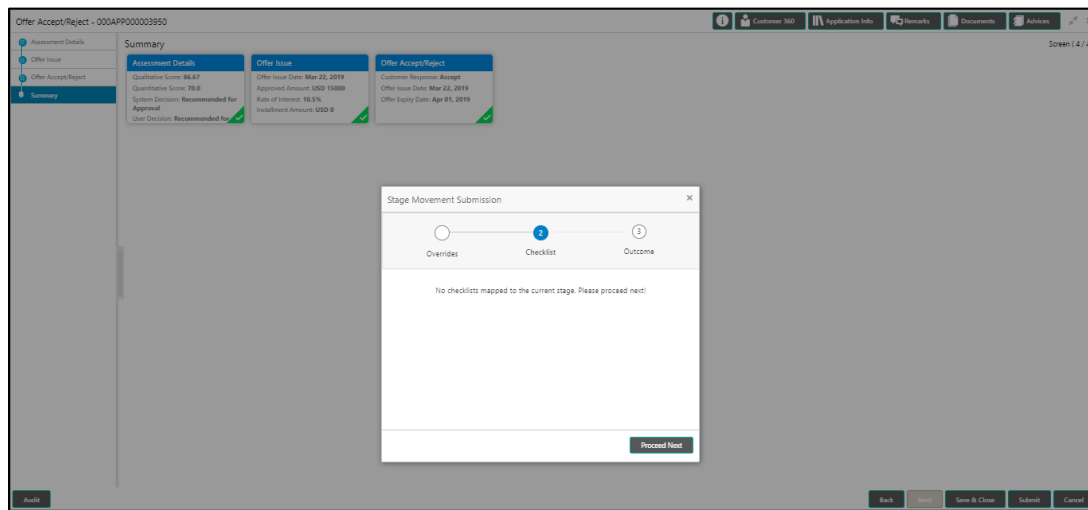 Offer Accept/Reject - 000APP000003950
Customer 360
Application Info
Remarks
Documents
Advices
Assessment Details
Offer Issue
Offer Accept/Reject
Summary
Summary
Screen ( 4 / 4
Assessment Details
Qualitative Score: 86.67
Quantitative Score: 70.0
System Decision: Recommended for
Approval
User Decision: Recommended for
Offer Issue
Offer Issue Date: Mar 22, 2019
Approved Amount: USD 15000
Rate of Interest: 10.5%
Installment Amount: USD 0
Offer Accept/Reject
Customer Response: Accept
Offer Issue Date: Mar 22, 2019
Offer Expiry Date: Apr 01, 2019
Stage Movement Submission
2
3
Overrides
Checklist
Outcome
No checklists mapped to the current stage. Please proceed next!
Proceed Next
Audit
Back
Next
Save & Close
Submit
Cancel